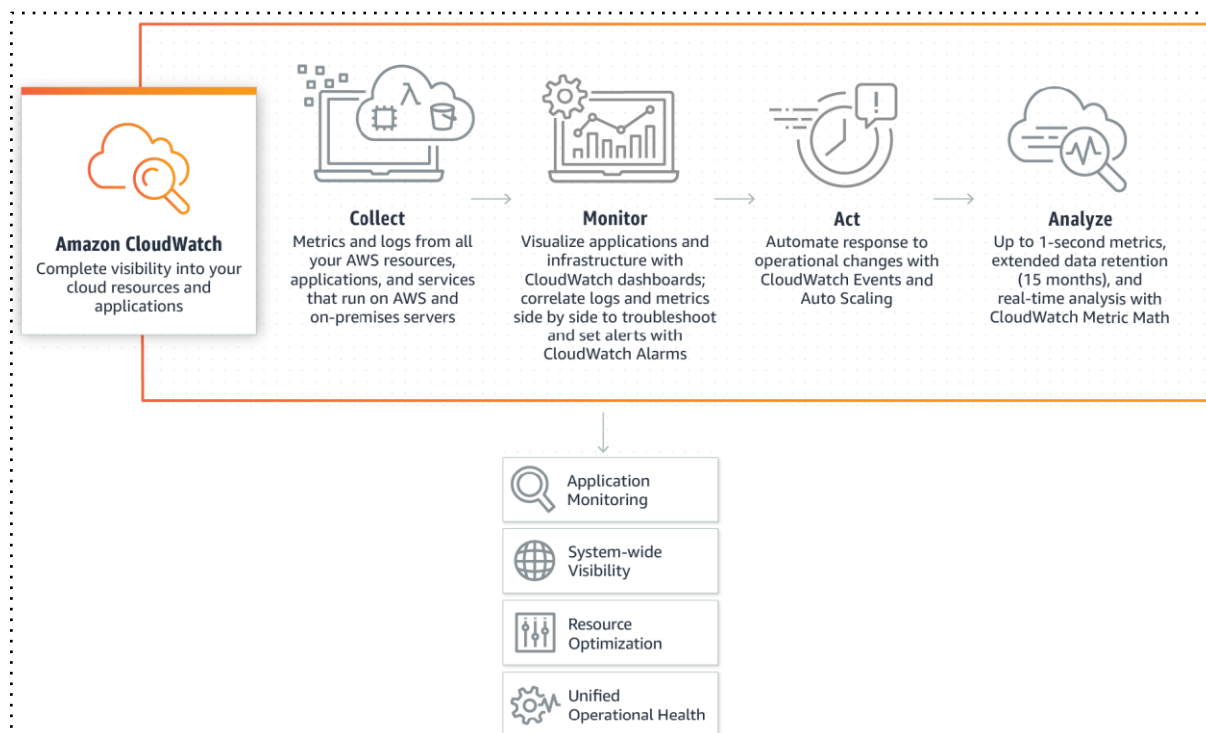 Amazon CloudWatch
Complete visibility into your
cloud resources and
applications
Collect
Metrics and logs from all
your AWS resources,
applications, and services
that run on AWS and
on-premises servers
Monitor
Visualize applications and
infrastructure with
CloudWatch dashboards;
correlate logs and metrics
side by side to troubleshoot
and set alerts with
CloudWatch Alarms
Act
Automate response to
operational changes with
CloudWatch Events and
Auto Scaling
Analyze
Up to 1-second metrics,
extended data retention
(15 months), and
real-time analysis with
CloudWatch Metric Math
Application
Monitoring
System-wide
Visibility
Resource
Optimization
Unified
Operational Health